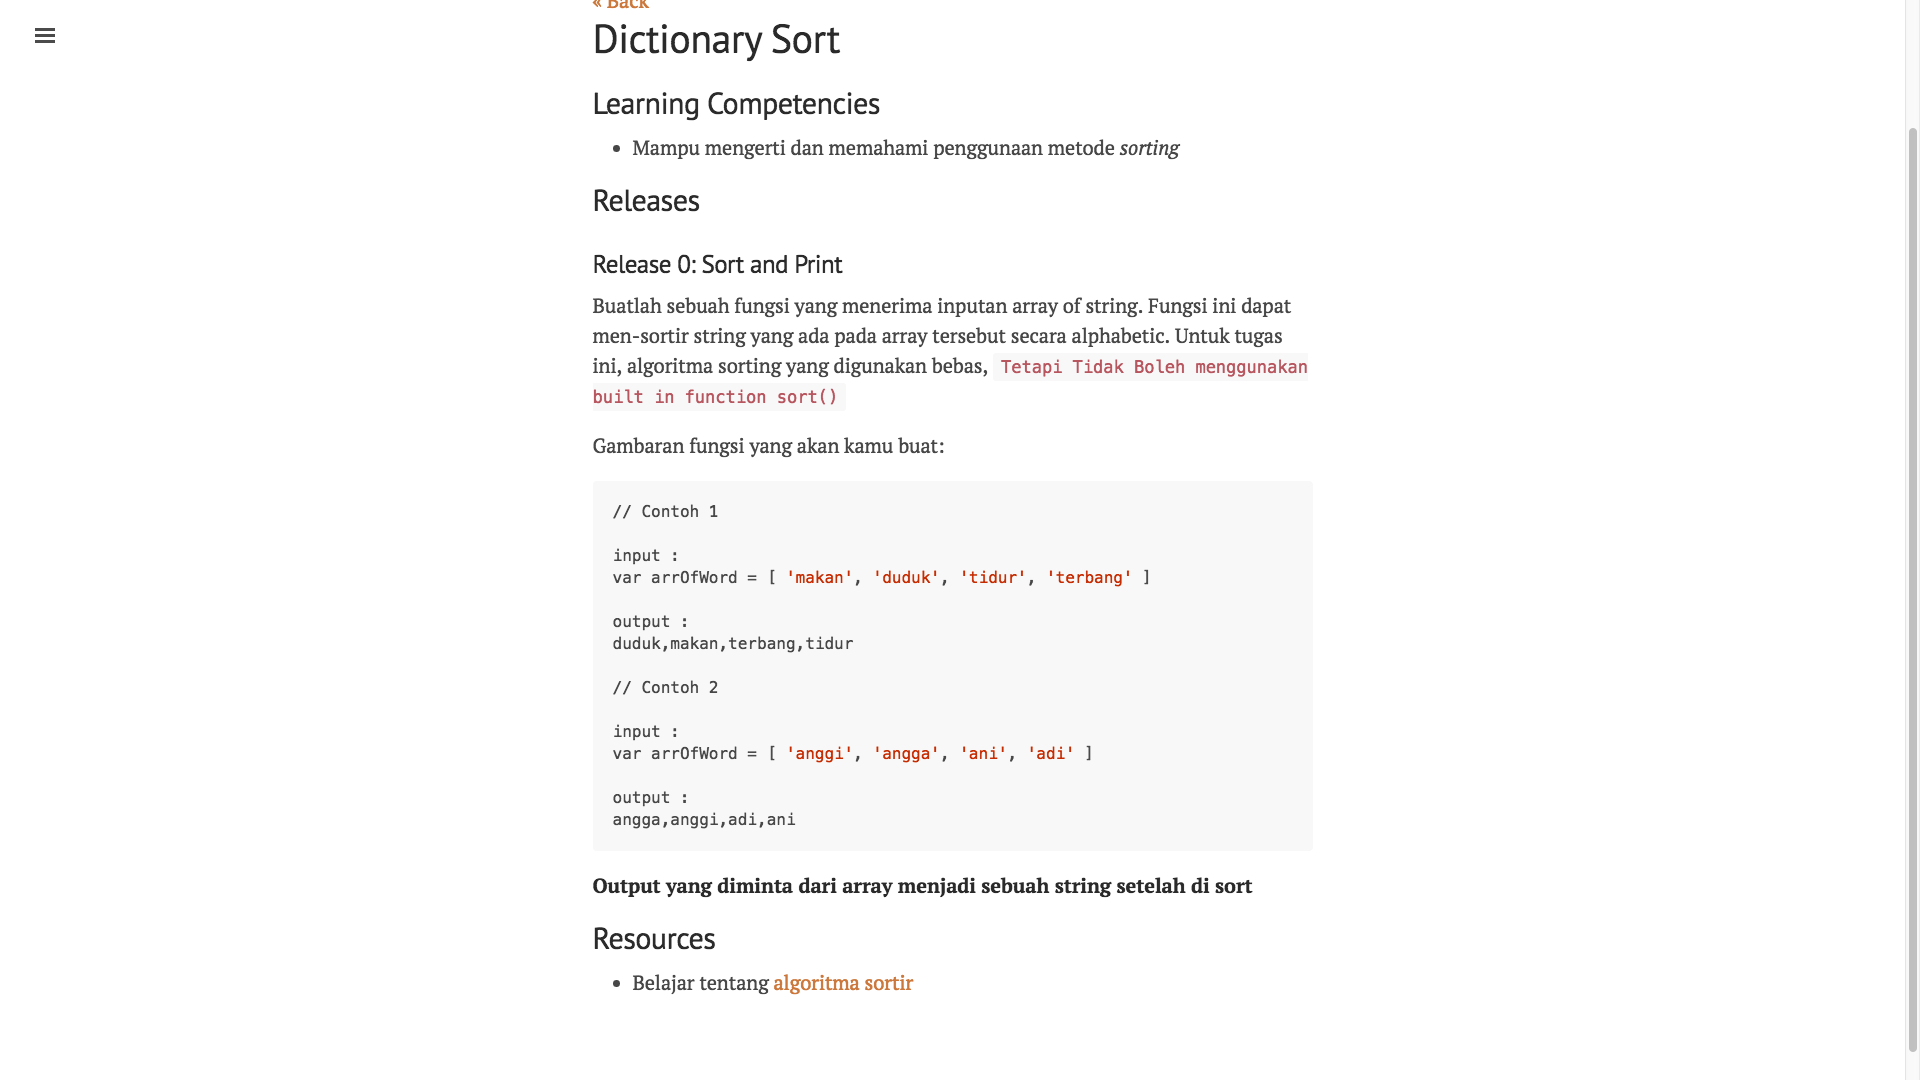 « Back
Dictionary Sort
Learning Competencies
• Mampu mengerti dan memahami penggunaan metode sorting
Releases
Release 0: Sort and Print
Buatlah sebuah fungsi yang menerima inputan array of string. Fungsi ini dapat
men-sortir string yang ada pada array tersebut secara alphabetic. Untuk tugas
ini, algoritma sorting yang digunakan bebas, Tetapi Tidak Boleh menggunakan
built in function sort()
Gambaran fungsi yang akan kamu buat:
// Contoh 1
input :
var arrOfWord = [ 'makan', 'duduk', 'tidur', 'terbang' ]
output :
duduk,makan,terbang,tidur
// Contoh 2
input :
var arrOfWord = [ 'anggi', 'angga', 'ani', 'adi' ]
output :
angga,anggi,adi,ani
Output yang diminta dari array menjadi sebuah string setelah di sort
Resources
• Belajar tentang algoritma sortir